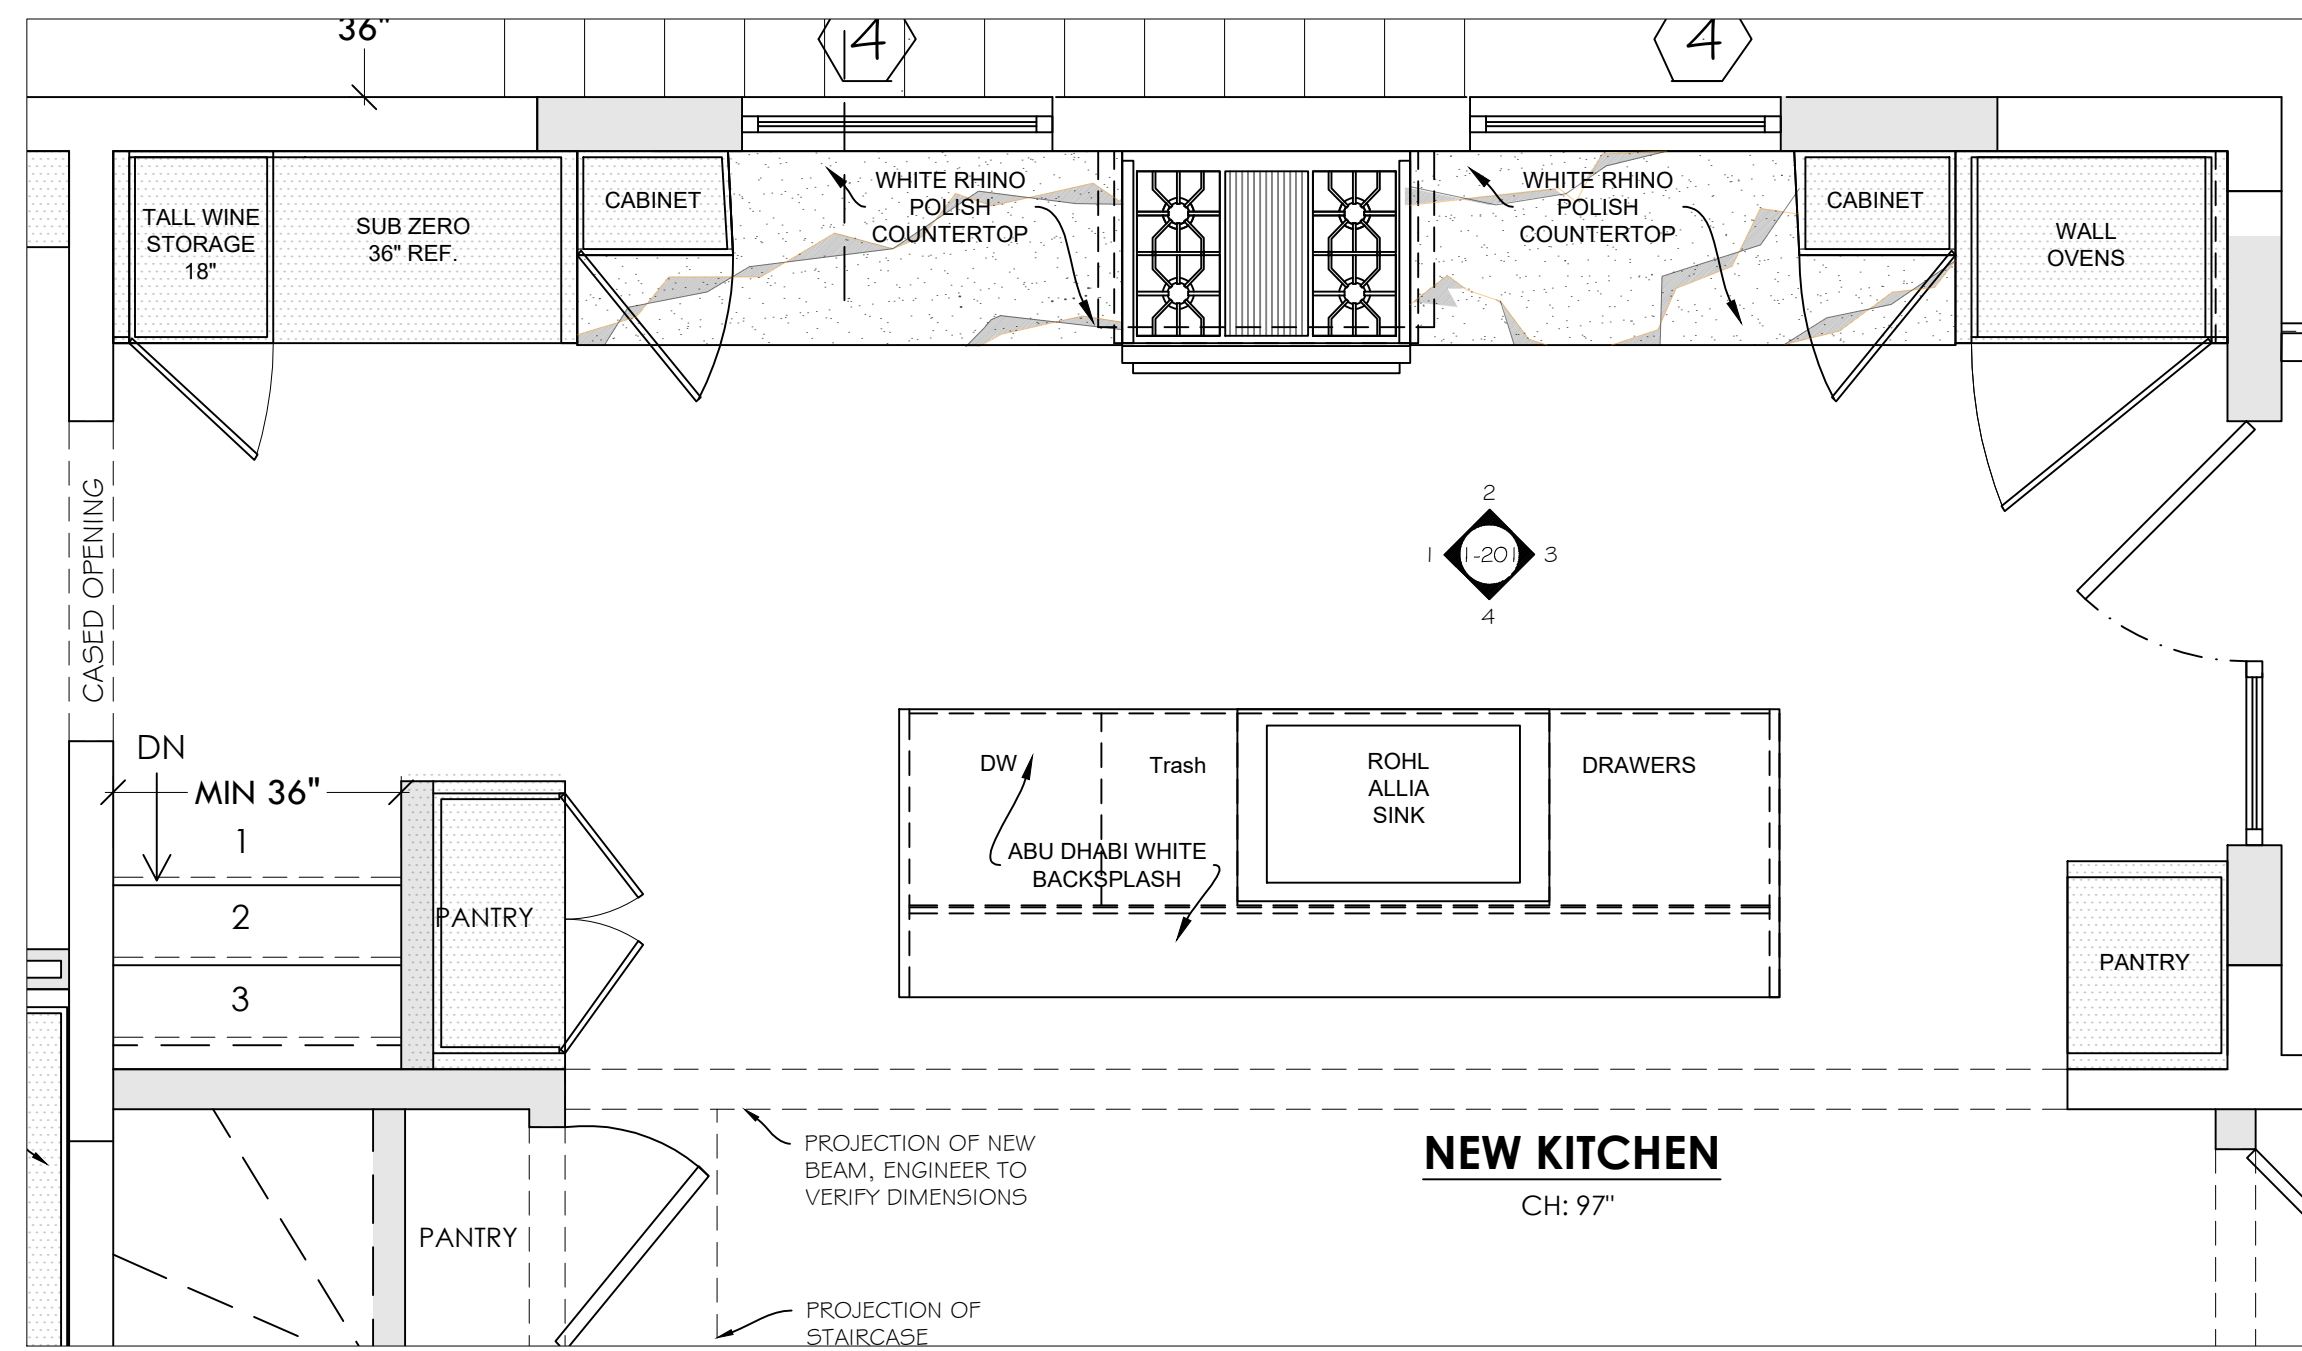 36"
4
4
TALL WINE
STORAGE
18"
SUB ZERO
36" REF.
CABINET
WHITE RHINO
POLISH
COUNTERTOP
WHITE RHINO
POLISH
COUNTERTOP
CABINET
WALL
OVENS
CASED OPENING
2
1
1-201
3
4
DN
MIN 36"
1
2
3
PANTRY
DW
Trash
ROHL
ALLIA
SINK
DRAWERS
ABU DHABI WHITE
BACKSPLASH
PANTRY
PROJECTION OF NEW
BEAM, ENGINEER TO
VERIFY DIMENSIONS
NEW KITCHEN
CH: 97"
PANTRY
PROJECTION OF
STAIRCASE